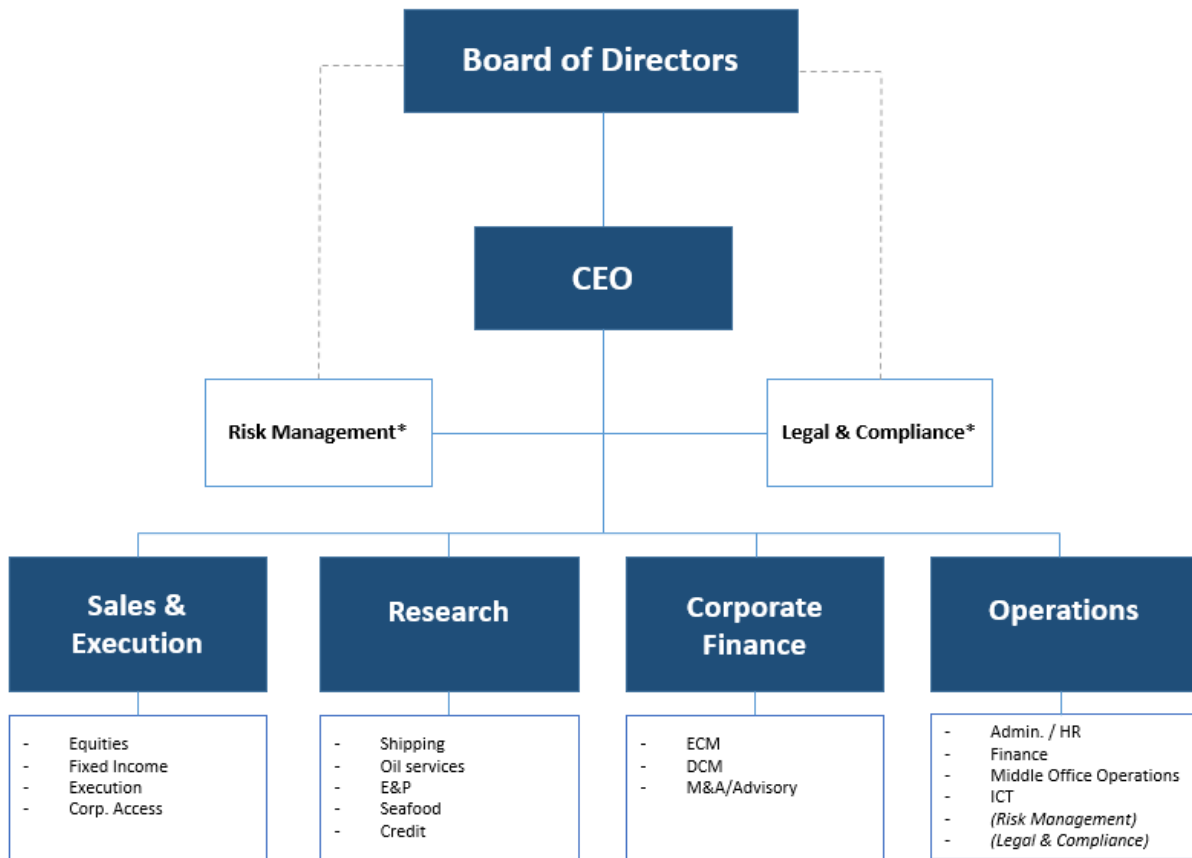 Board of Directors
CEO
Risk Management*
Legal & Compliance*
Sales &
Execution
Research
Corporate
Finance
Operations
- Equities
- Fixed Income
- Execution
- Corp. Access
- Shipping
- Oil services
- E&P
- Seafood
- Credit
- ECM
- DCM
- M&A/Advisory
- Admin. / HR
- Finance
- Middle Office Operations
- ICT
- (Risk Management)
- (Legal & Compliance)